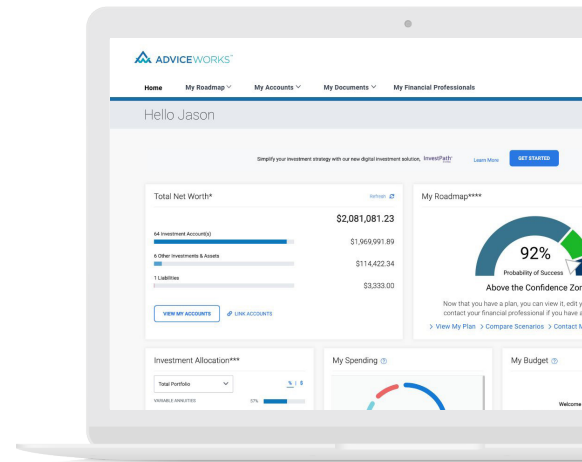 ADVICEWORKS
Home My Roadmap My Accounts My Documents My Financial Professionals
Hello Jason
Simplify your investment strategy with our new digital investment solution, InvestPath Learn More GET STARTED
Total Net Worth* Refresh
$2,081,081.23
64 Investment Account(s)
$1,969,991.89
6 Other Investments & Assets
$114,422.34
1 Liabilities
$3,333.00
VIEW MY ACCOUNTS LINK ACCOUNTS
My Roadmap****
92%
Probability of Success
Above the Confidence Zon
Now that you have a plan, you can view it, edit y
contact your financial professional if you have a
> View My Plan > Compare Scenarios > Contact M
Investment Allocation***
Total Portfolio % | $
VARIABLE ANNUITIES 57%
My Spending ?
My Budget ?
Welcome